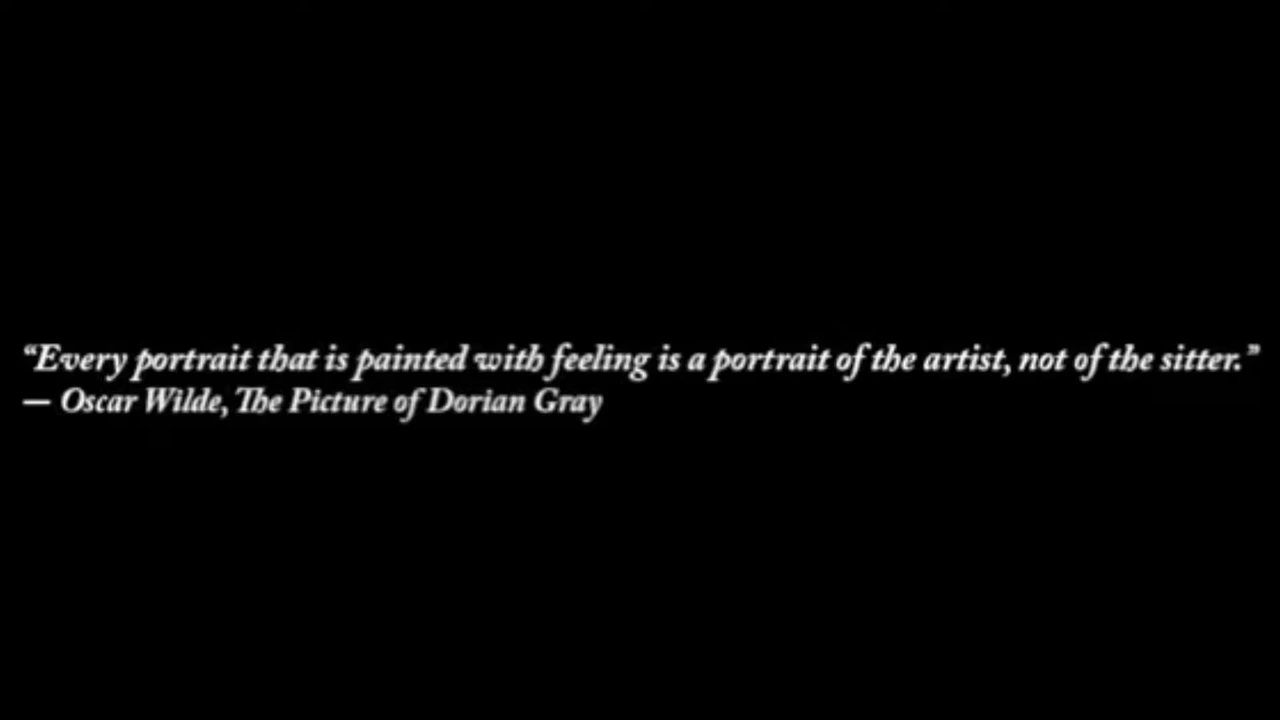 “Every portrait that is painted with feeling is a portrait of the artist, not of the sitter.”
— Oscar Wilde, The Picture of Dorian Gray